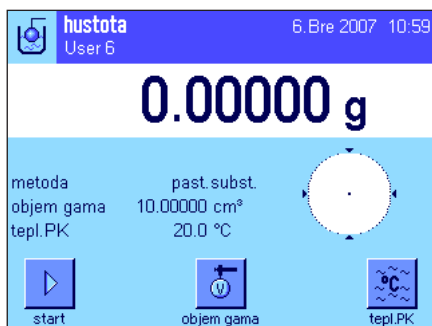 hustota 6.Bre 2007 10:59
User 6
0.00000 g
metoda past.subst.
objem gama 10.00000 cm³
tepl.PK 20.0 °C
V °C
start objem gama tepl.PK